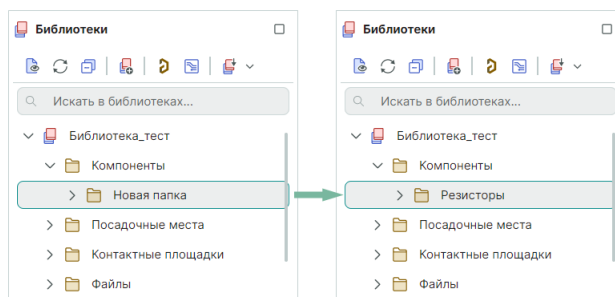 Библиотеки
Искать в библиотеках...
Библиотека_тест
Компоненты
Новая папка
Посадочные места
Контактные площадки
Файлы
Библиотеки
Искать в библиотеках...
Библиотека_тест
Компоненты
Резисторы
Посадочные места
Контактные площадки
Файлы